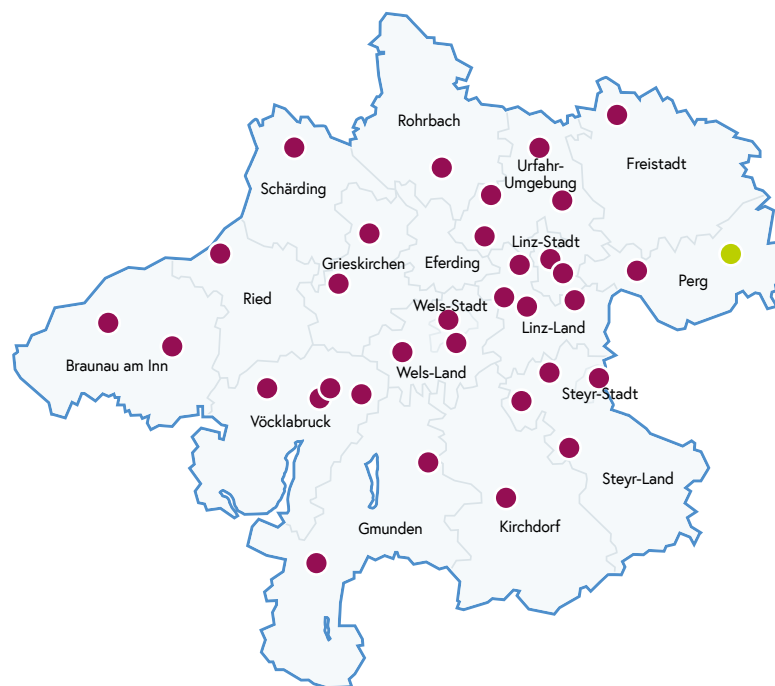 Rohrbach
Freistadt
Urfahr-
Umgebung
Schärding
Linz-Stadt
Grieskirchen
Eferding
Perg
Ried
Wels-Stadt
Linz-Land
Braunau am Inn
Wels-Land
Steyr-Stadt
Vöcklabruck
Steyr-Land
Gmunden
Kirchdorf